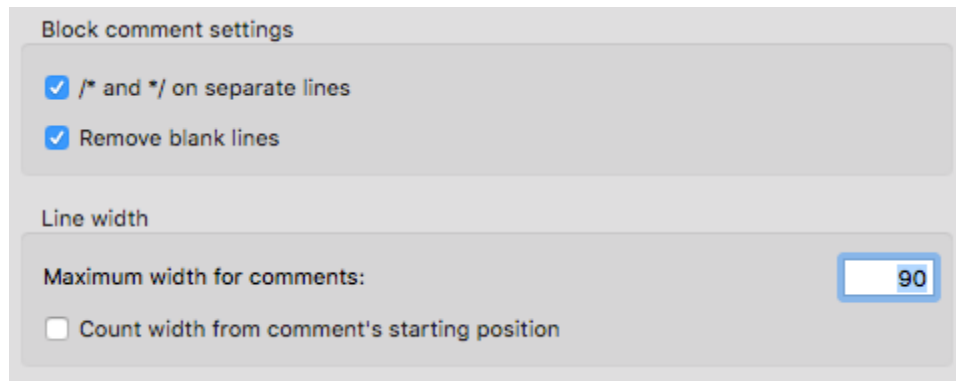 Block comment settings
/* and */ on separate lines
Remove blank lines
Line width
Maximum width for comments: 90
Count width from comment's starting position